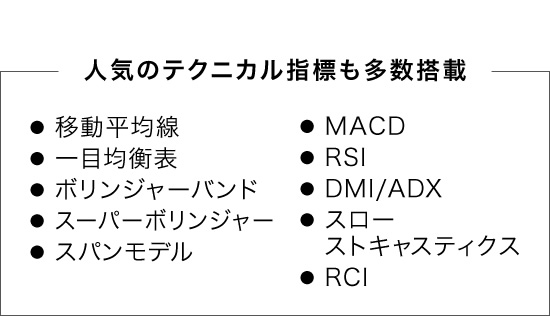 人気のテクニカル指標も多数搭載
● 移動平均線
● 一目均衡表
● ボリンジャーバンド
● スーパーボリンジャー
● スパンモデル
● MACD
● RSI
● DMI/ADX
● スロー
ストキャスティクス
● RCI